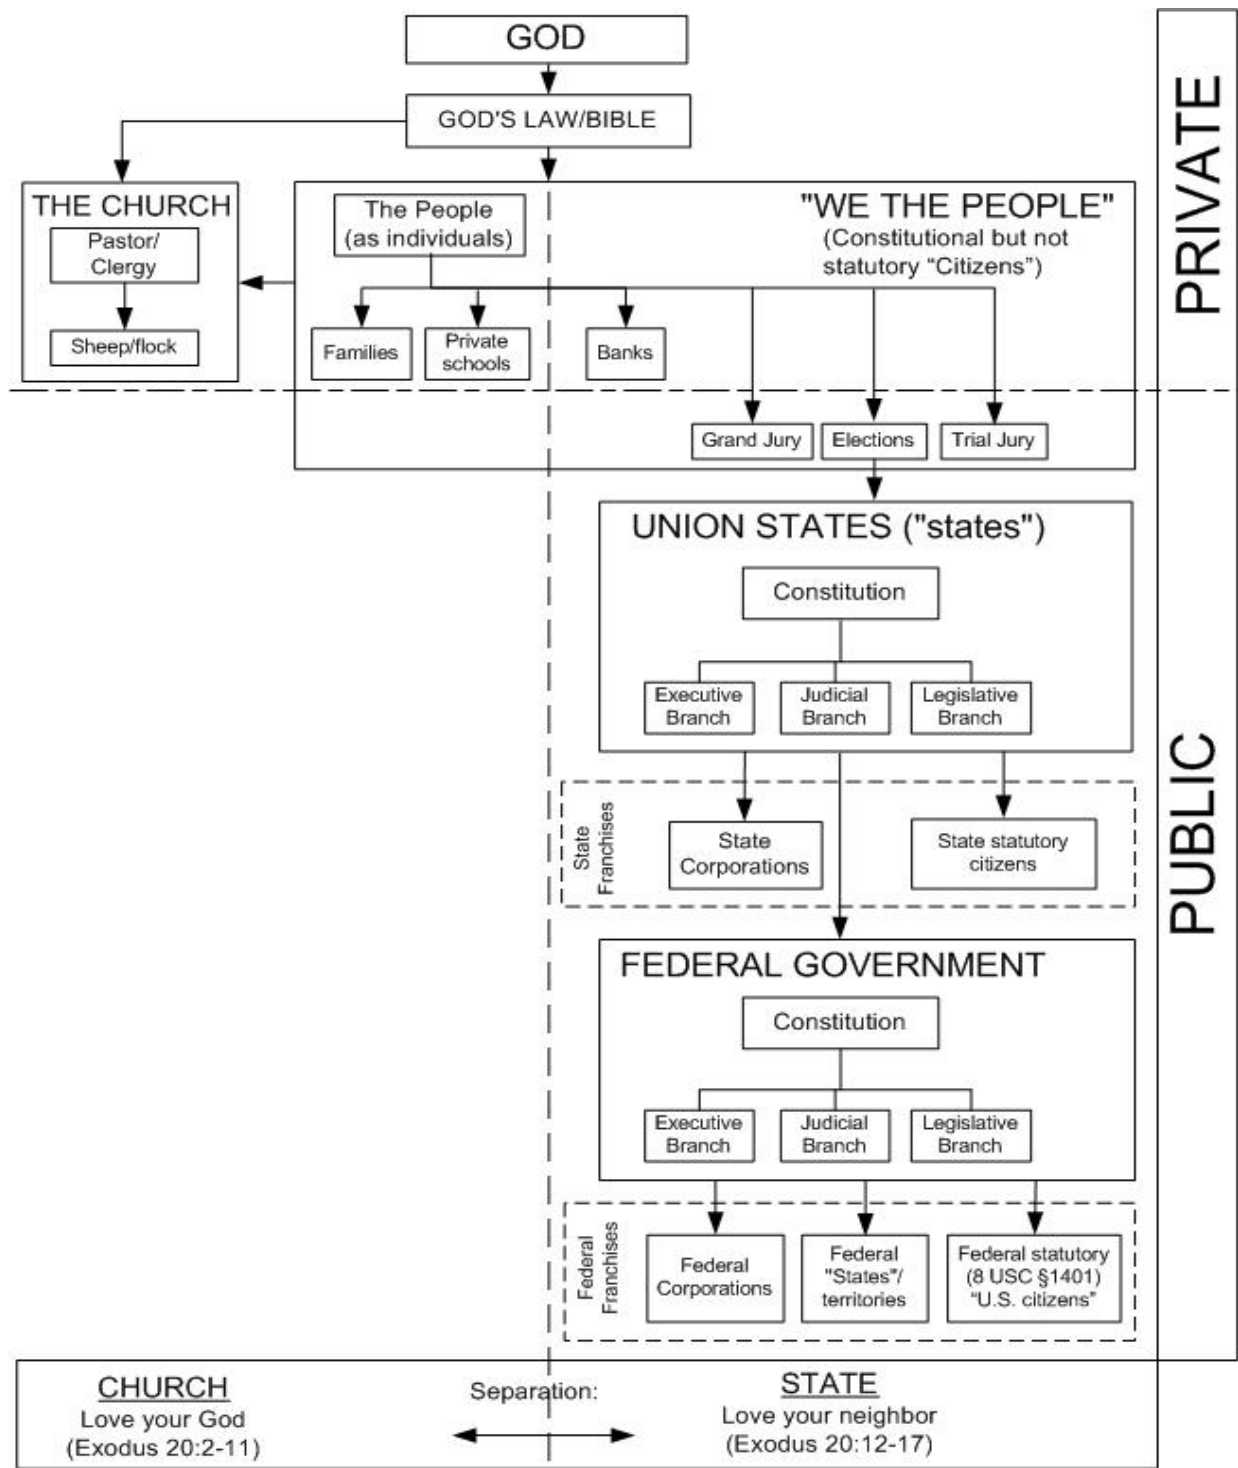 GOD
GOD'S LAW/BIBLE
THE CHURCH
Pastor/
Clergy
Sheep/flock
The People
(as individuals)
"WE THE PEOPLE"
(Constitutional but not
statutory “Citizens”)
Families
Private
schools
Banks
Grand Jury
Elections
Trial Jury
PRIVATE
UNION STATES ("states")
Constitution
Executive
Branch
Judicial
Branch
Legislative
Branch
State
Franchises
State
Corporations
State statutory
citizens
PUBLIC
FEDERAL GOVERNMENT
Constitution
Executive
Branch
Judicial
Branch
Legislative
Branch
Federal
Franchises
Federal
Corporations
Federal
"States"/
territories
Federal statutory
(8 USC §1401)
“U.S. citizens”
CHURCH
Love your God
(Exodus 20:2-11)
Separation:
STATE
Love your neighbor
(Exodus 20:12-17)